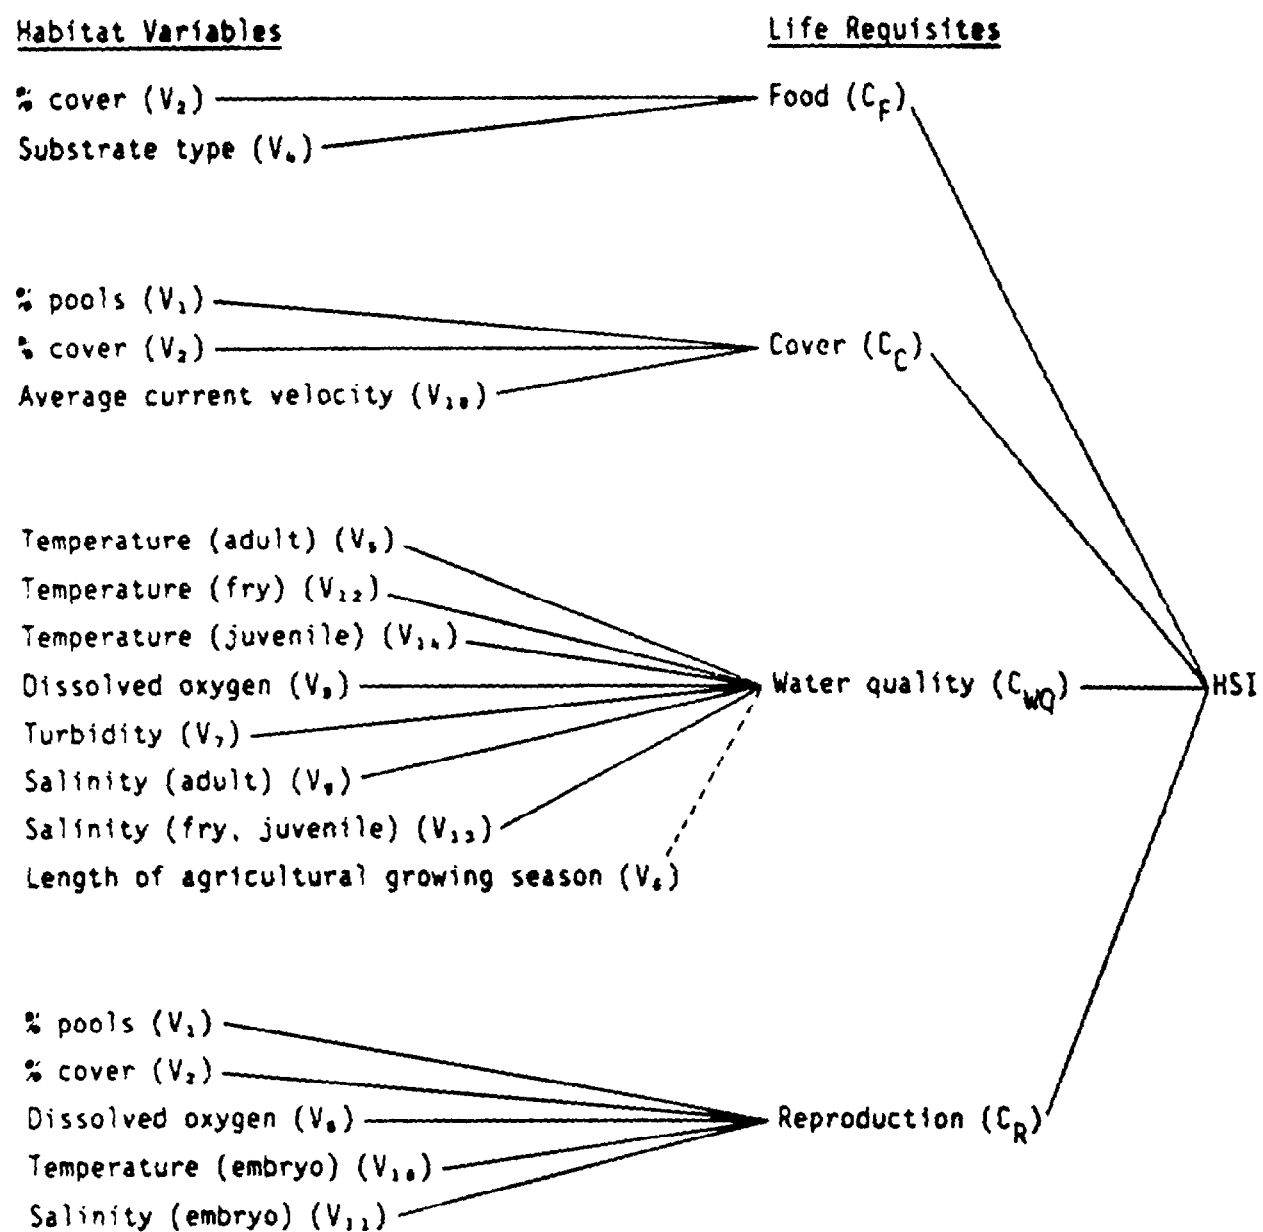 Habitat Variables
Life Requisites
% cover (V₂)
Food (C_F)
Substrate type (V₄)
% pools (V₁)
% cover (V₂)
Cover (C_C)
Average current velocity (V₁₈)
Temperature (adult) (V₅)
Temperature (fry) (V₁₂)
Temperature (juvenile) (V₁₄)
Dissolved oxygen (V₈)
Water quality (C_WQ)
HSI
Turbidity (V₇)
Salinity (adult) (V₉)
Salinity (fry, juvenile) (V₁₃)
Length of agricultural growing season (V₆)
% pools (V₁)
% cover (V₂)
Dissolved oxygen (V₈)
Reproduction (C_R)
Temperature (embryo) (V₁₀)
Salinity (embryo) (V₁₁)